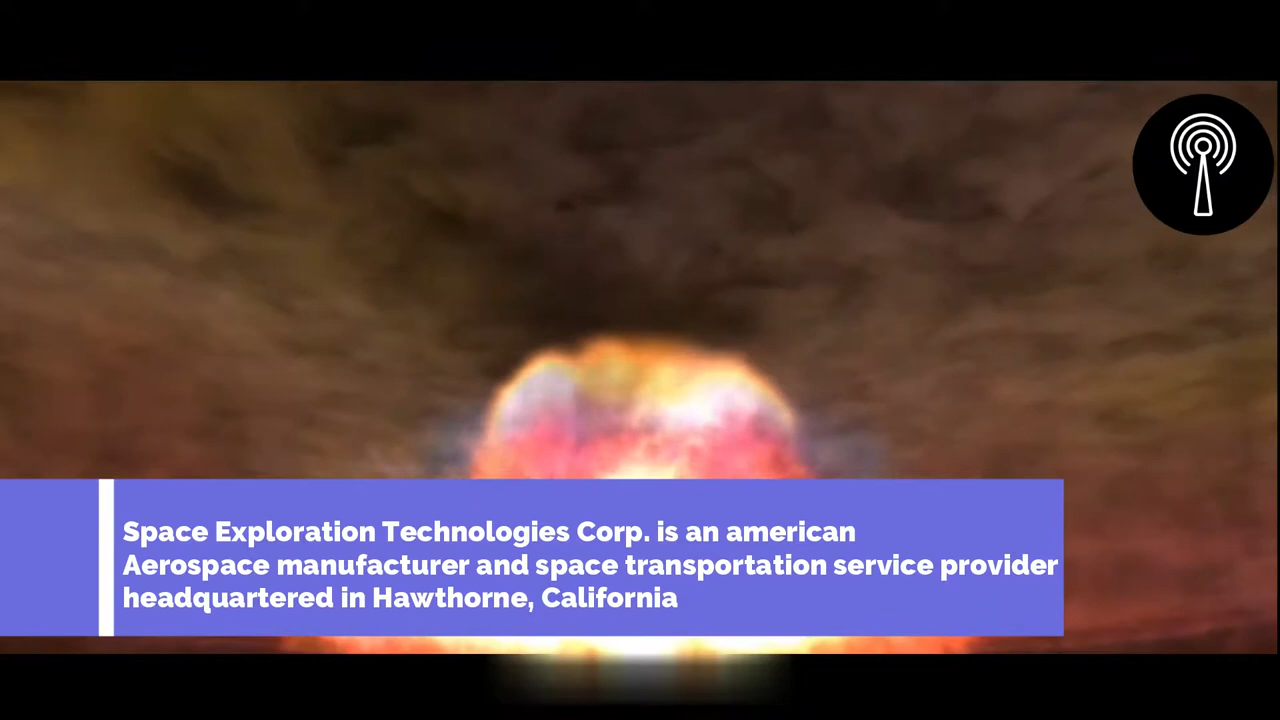 Space Exploration Technologies Corp. is an american
Aerospace manufacturer and space transportation service provider
headquartered in Hawthorne, California